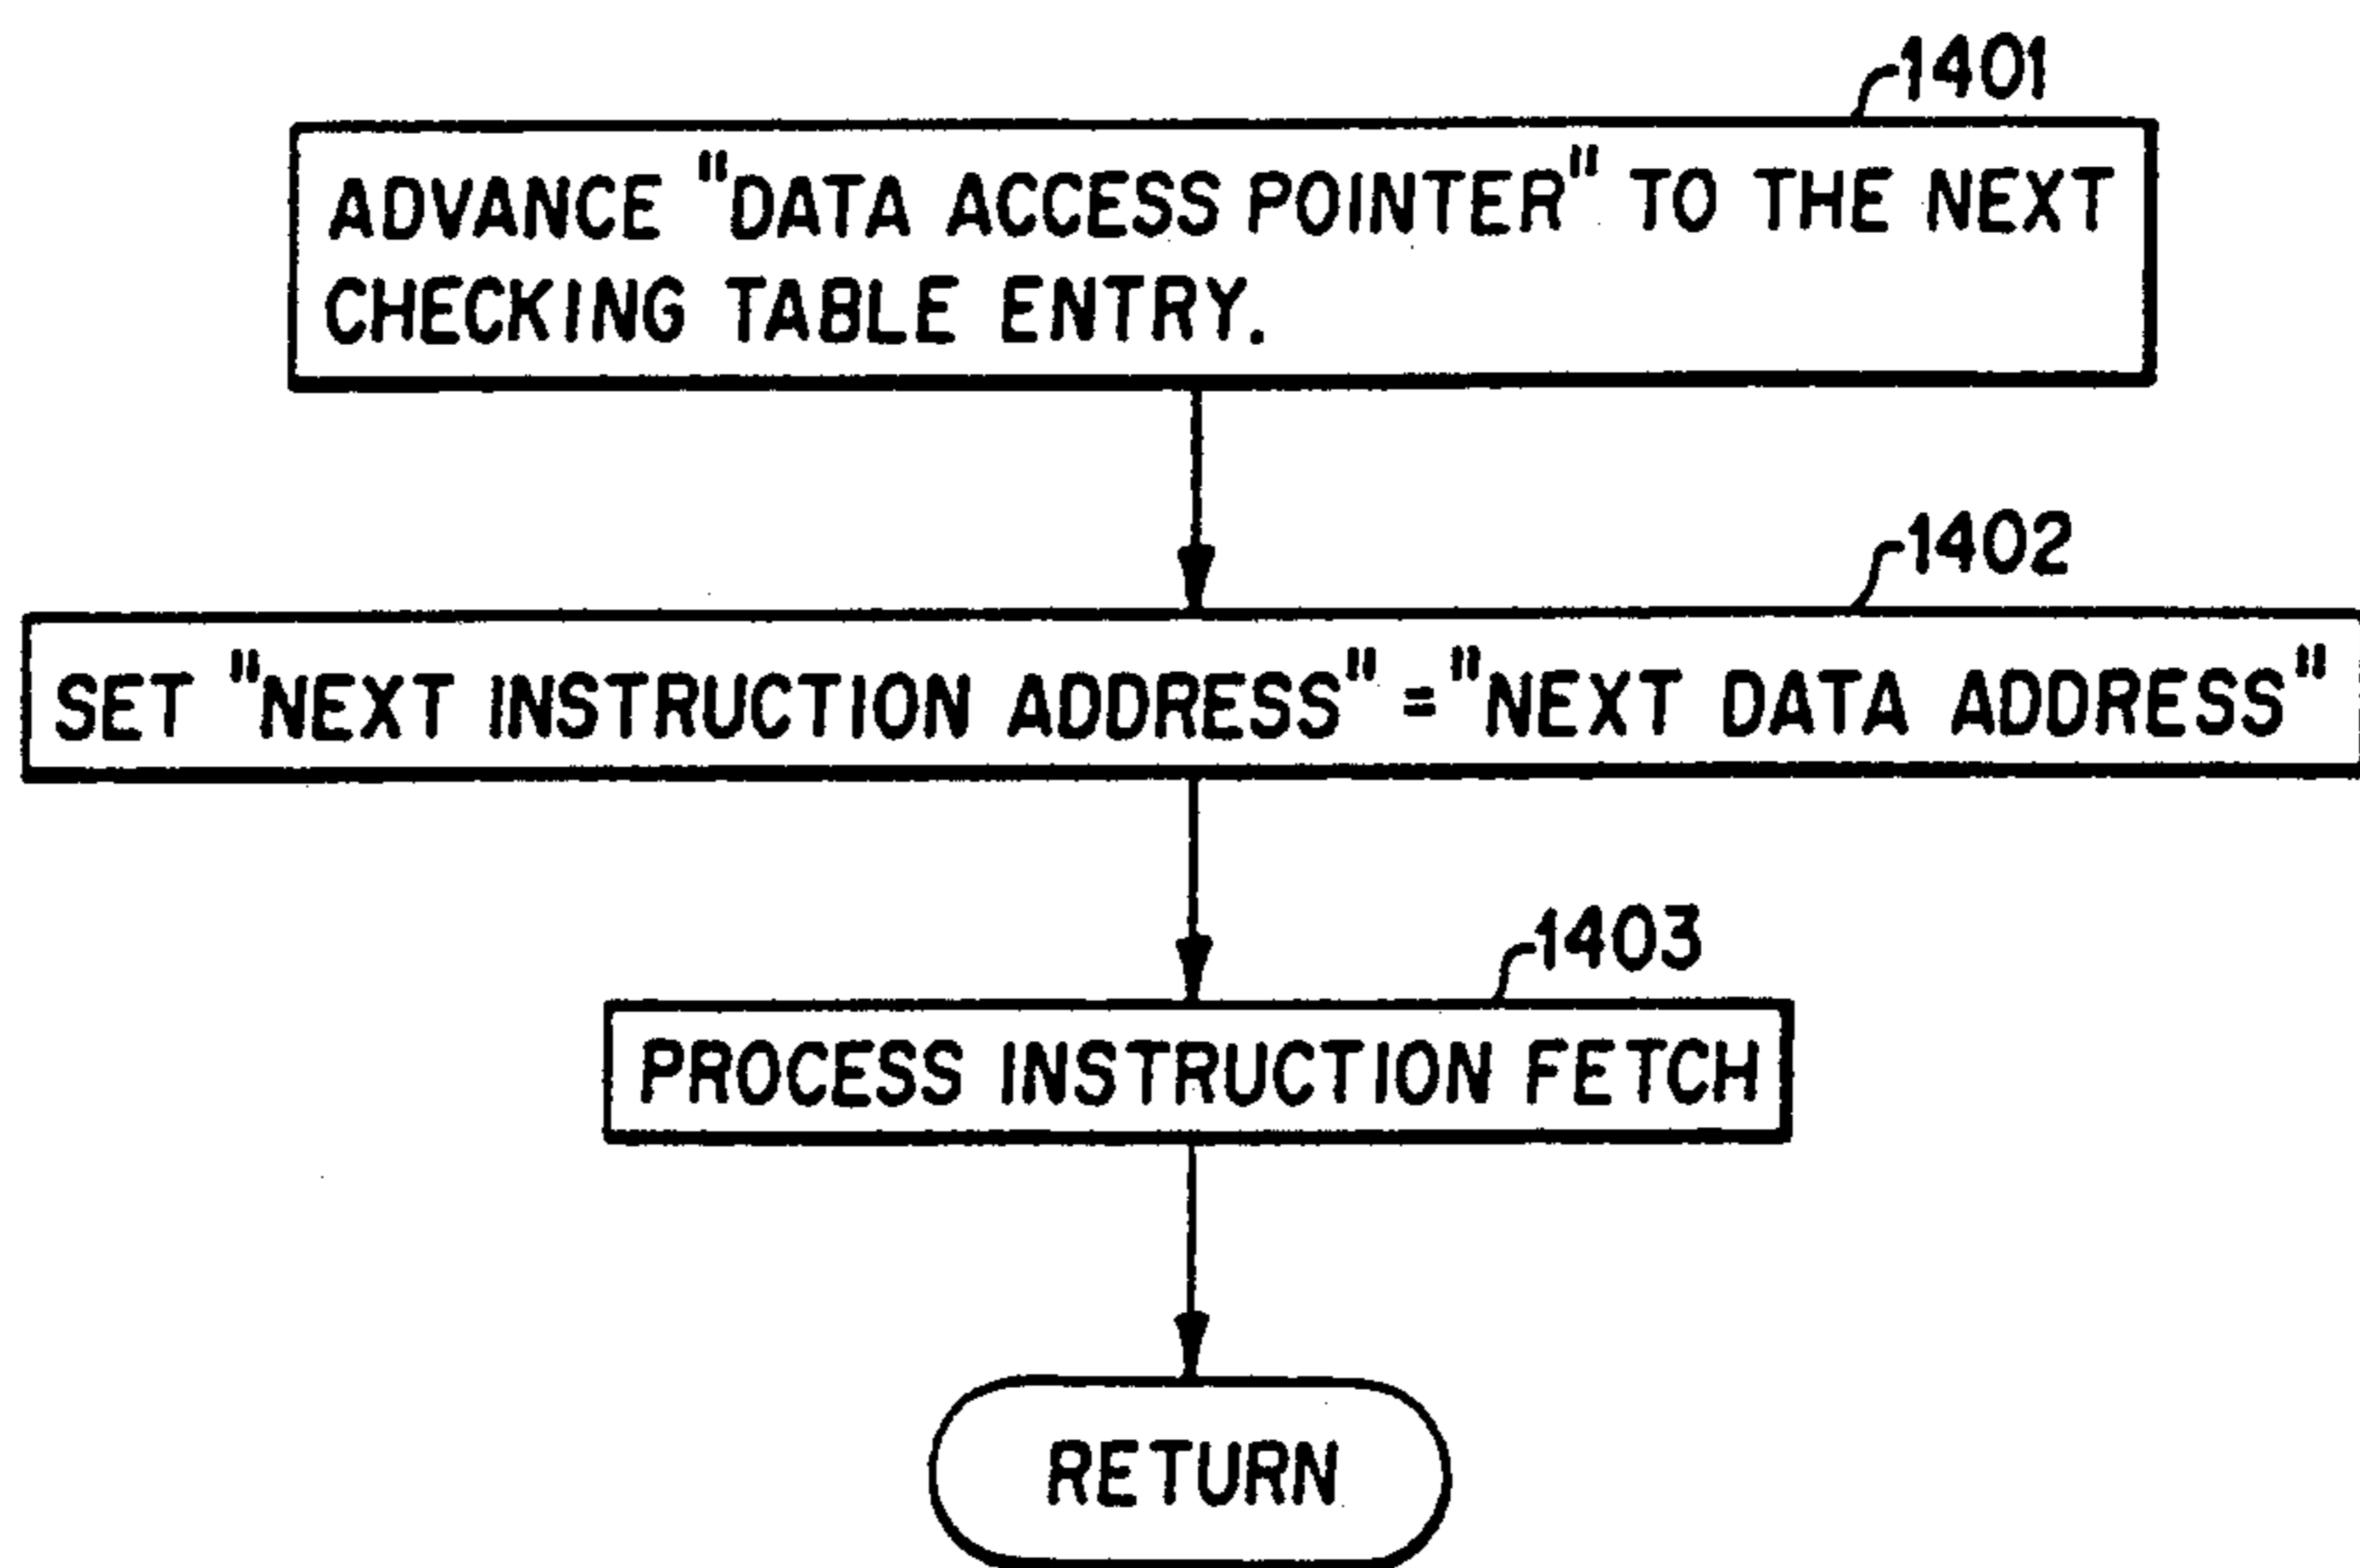 1401
ADVANCE "DATA ACCESS POINTER" TO THE NEXT
CHECKING TABLE ENTRY.
1402
SET "NEXT INSTRUCTION ADDRESS" = "NEXT DATA ADDRESS"
1403
PROCESS INSTRUCTION FETCH
RETURN